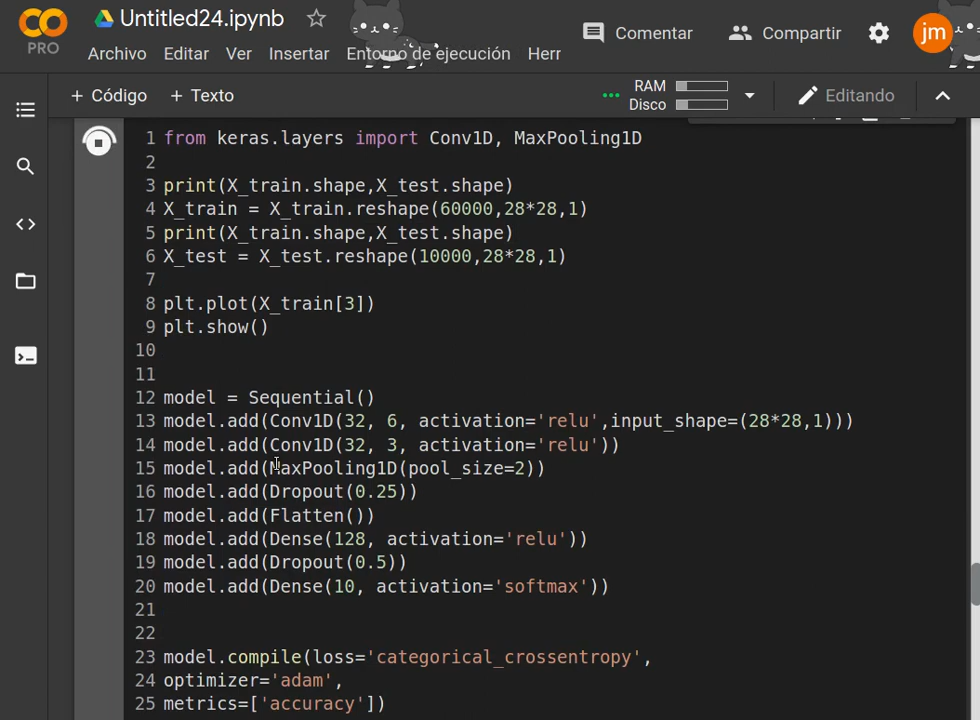 CO
PRO
Untitled24.ipynb
Archivo Editar Ver Insertar Entorno de ejecución Herr
Comentar
Compartir
jm
+ Código + Texto
RAM
Disco
Editando
1 from keras.layers import Conv1D, MaxPooling1D
2
3 print(X_train.shape,X_test.shape)
4 X_train = X_train.reshape(60000,28*28,1)
5 print(X_train.shape,X_test.shape)
6 X_test = X_test.reshape(10000,28*28,1)
7
8 plt.plot(X_train[3])
9 plt.show()
10
11
12 model = Sequential()
13 model.add(Conv1D(32, 6, activation='relu',input_shape=(28*28,1)))
14 model.add(Conv1D(32, 3, activation='relu'))
15 model.add(MaxPooling1D(pool_size=2))
16 model.add(Dropout(0.25))
17 model.add(Flatten())
18 model.add(Dense(128, activation='relu'))
19 model.add(Dropout(0.5))
20 model.add(Dense(10, activation='softmax'))
21
22
23 model.compile(loss='categorical_crossentropy',
24 optimizer='adam',
25 metrics=['accuracy'])